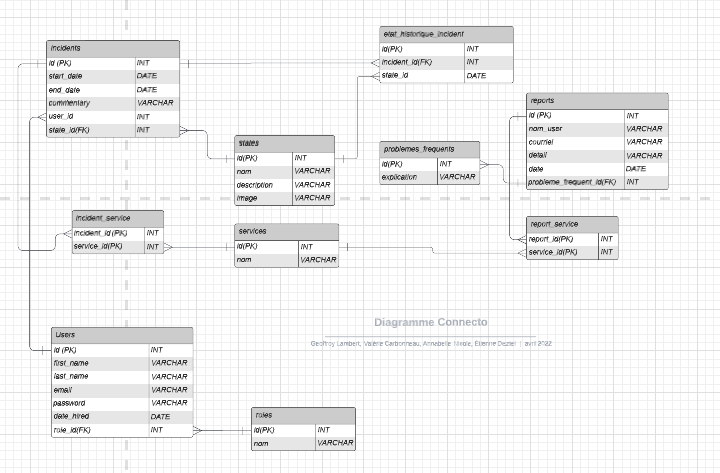 incidents
id (PK) INT
start_date DATE
end_date DATE
commentary VARCHAR
user_id INT
state_id(FK) INT
etat_historique_incident
id(PK) INT
incident_id(FK) INT
state_id DATE
reports
id (PK) INT
nom_user VARCHAR
courriel VARCHAR
detail VARCHAR
date DATE
probleme_frequent_id(FK) INT
states
id(PK) INT
nom VARCHAR
description VARCHAR
image VARCHAR
problemes_frequents
id(PK) INT
explication VARCHAR
incident_service
incident_id(PK) INT
service_id(PK) INT
services
id(PK) INT
nom VARCHAR
report_service
report_id(PK) INT
service_id(PK) INT
Diagramme Connecto
Geoffroy Lambert, Valérie Carbonneau, Annabelle Étienne Deziel | avril 2022
Users
id (PK) INT
first_name VARCHAR
last_name VARCHAR
email VARCHAR
password VARCHAR
date_hired DATE
role_id(FK) INT
roles
id(PK) INT
nom VARCHAR